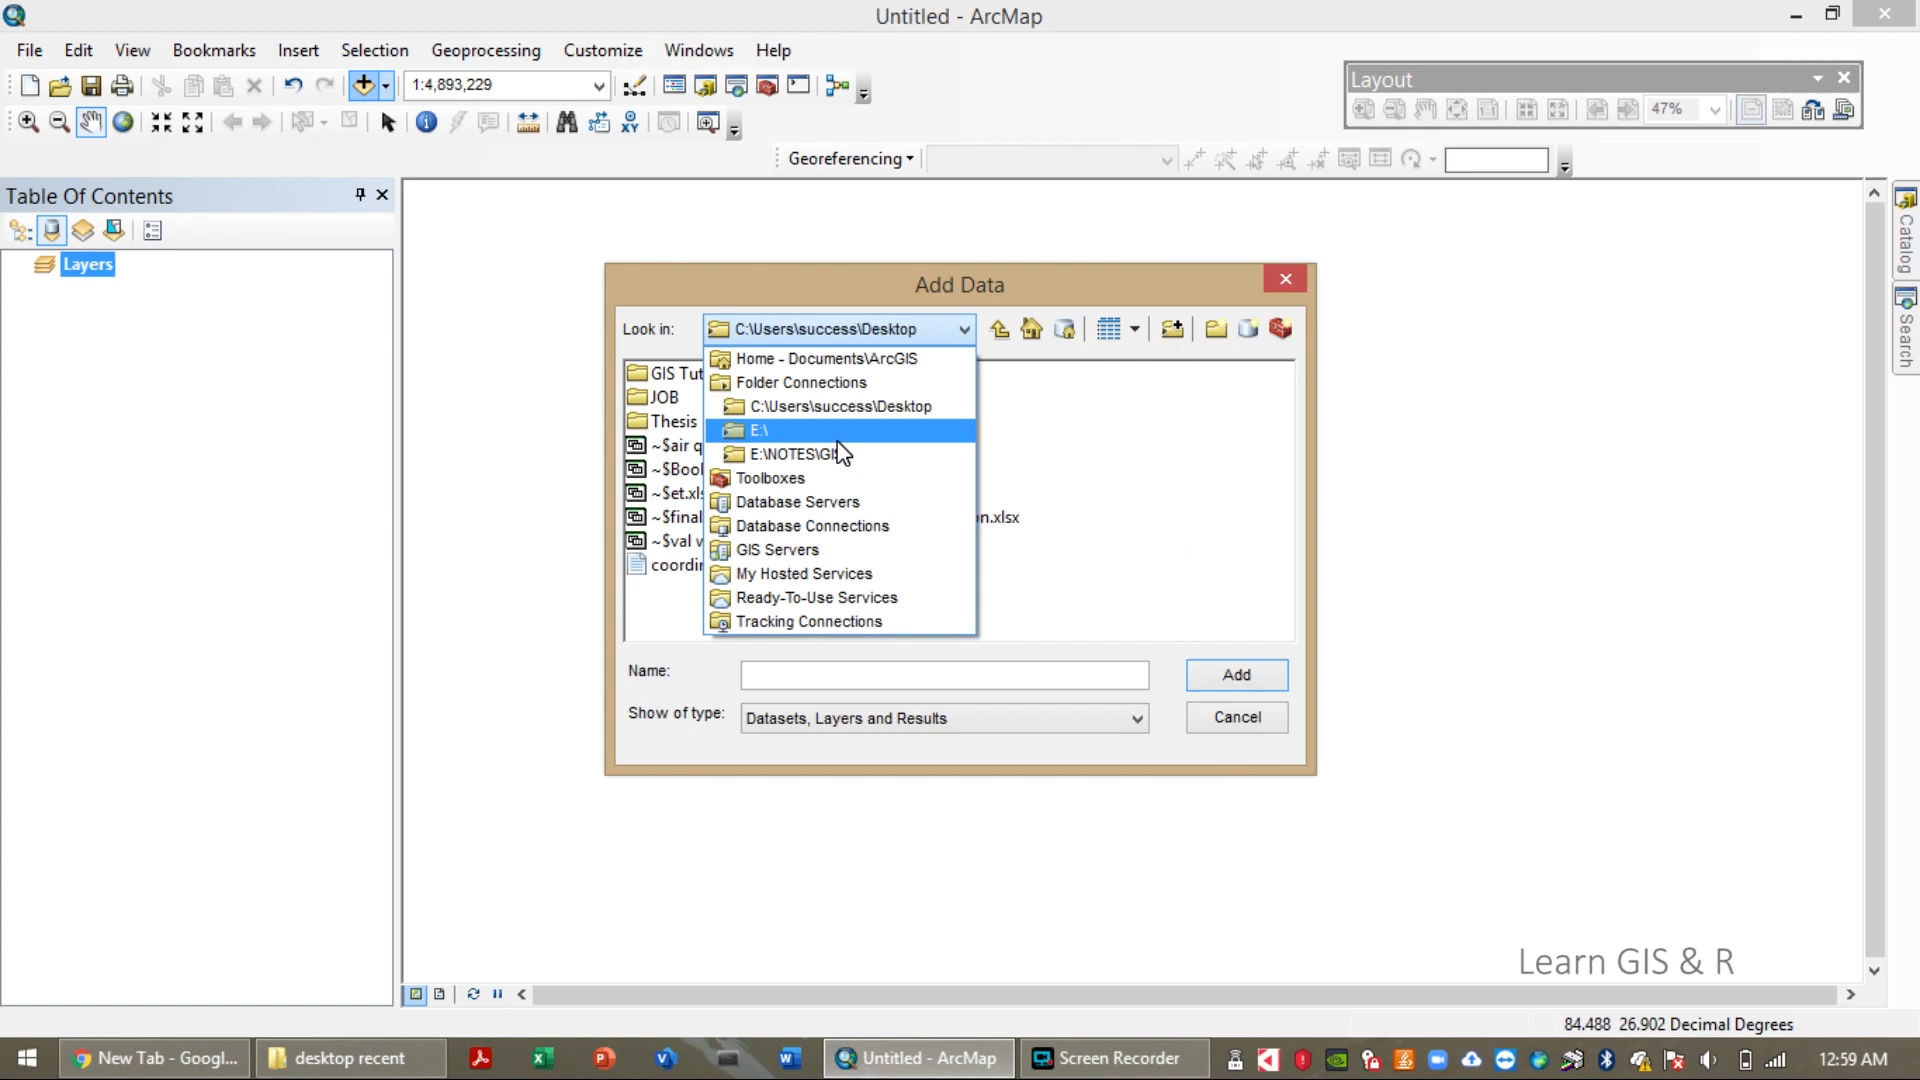 Untitled - ArcMap
File Edit View Bookmarks Insert Selection Geoprocessing Customize Windows Help
1:4,893,229
Layout
47%
Georeferencing
Table Of Contents
Layers
Catalog
Search
Add Data
Look in: C:\Users\success\Desktop
Home - Documents\ArcGIS
Folder Connections
C:\Users\success\Desktop
E:\
E:\NOTES\GIS
Toolboxes
Database Servers
Database Connections
GIS Servers
My Hosted Services
Ready-To-Use Services
Tracking Connections
GIS Tut
JOB
Thesis
~$air q
~$Bool
~$et.xls
~$final n.xlsx
~$val v
coordin
Name:
Add
Show of type: Datasets, Layers and Results
Cancel
Learn GIS & R
84.488 26.902 Decimal Degrees
New Tab - Googl...
desktop recent
Untitled - ArcMap
Screen Recorder
12:59 AM